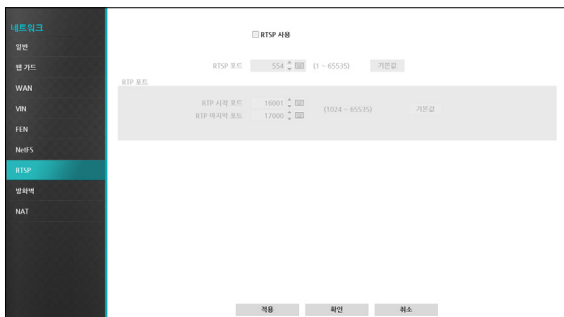 네트워크
일반
랩 가드
WAN
VIN
FEN
NetFS
RTSP
방화벽
NAT
RTSP 사용
RTSP 포트 554 (1 ~ 65535) 기본값
RTP 포트
RTP 시작 포트 16001
RTP 마지막 포트 17000
(1024 ~ 65535) 기본값
적용 확인 취소